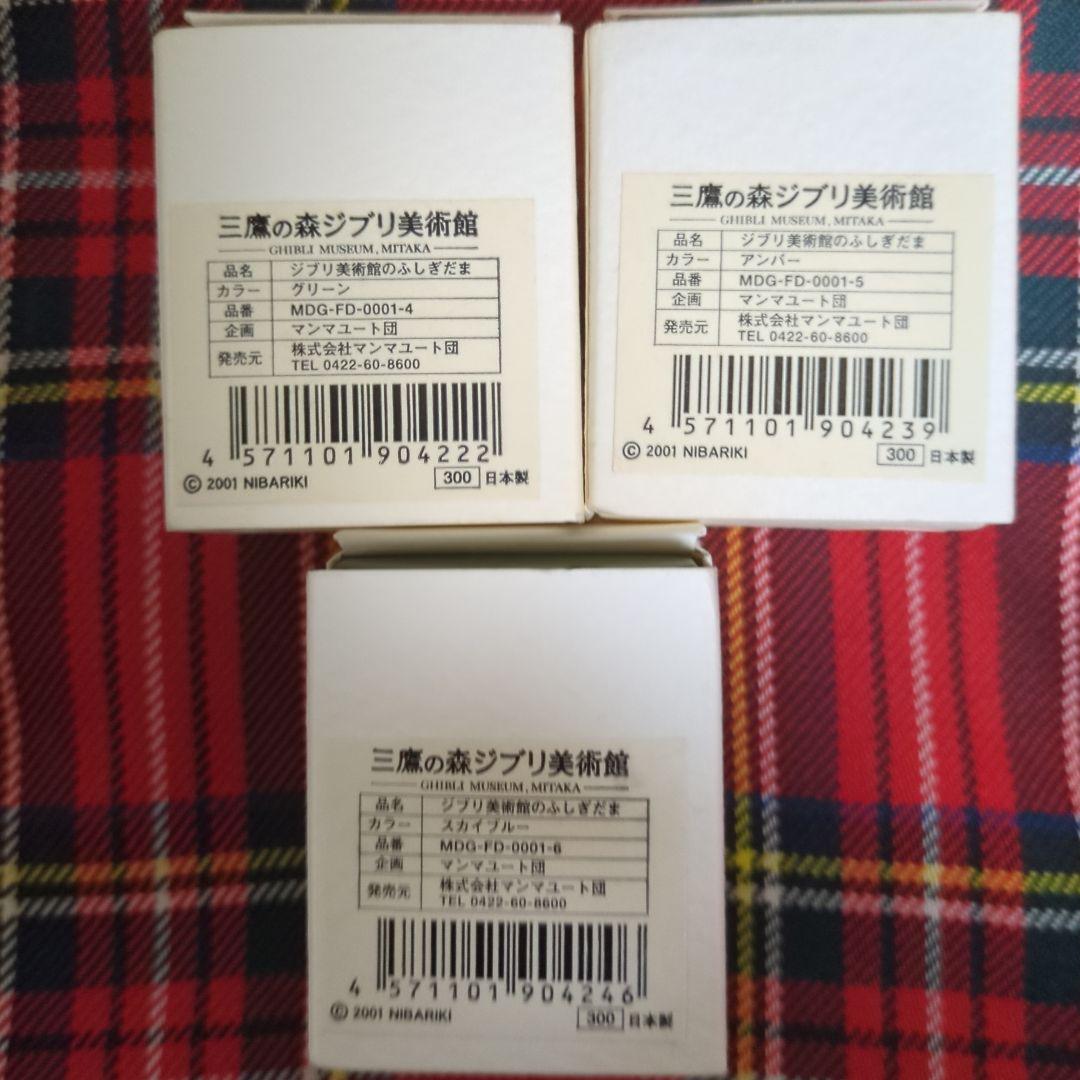 三鷹の森ジブリ美術館
GHIBLI MUSEUM, MITAKA
品名 ジブリ美術館のふしぎだま
カラー グリーン
品番 MDG-FD-0001-4
企画 マンマユート団
発売元 株式会社マンマユート団
TEL 0422-60-8600
4 571101 904222
© 2001 NIBARIKI 300 日本製
三鷹の森ジブリ美術館
GHIBLI MUSEUM, MITAKA
品名 ジブリ美術館のふしぎだま
カラー アンバー
品番 MDG-FD-0001-5
企画 マンマユート団
発売元 株式会社マンマユート団
TEL 0422-60-8600
4 571101 904239
© 2001 NIBARIKI 300 日本製
三鷹の森ジブリ美術館
GHIBLI MUSEUM, MITAKA
品名 ジブリ美術館のふしぎだま
カラー スカイブルー
品番 MDG-FD-0001-6
企画 マンマユート団
発売元 株式会社マンマユート団
TEL 0422-60-8600
4 571101 904246
© 2001 NIBARIKI 300 日本製